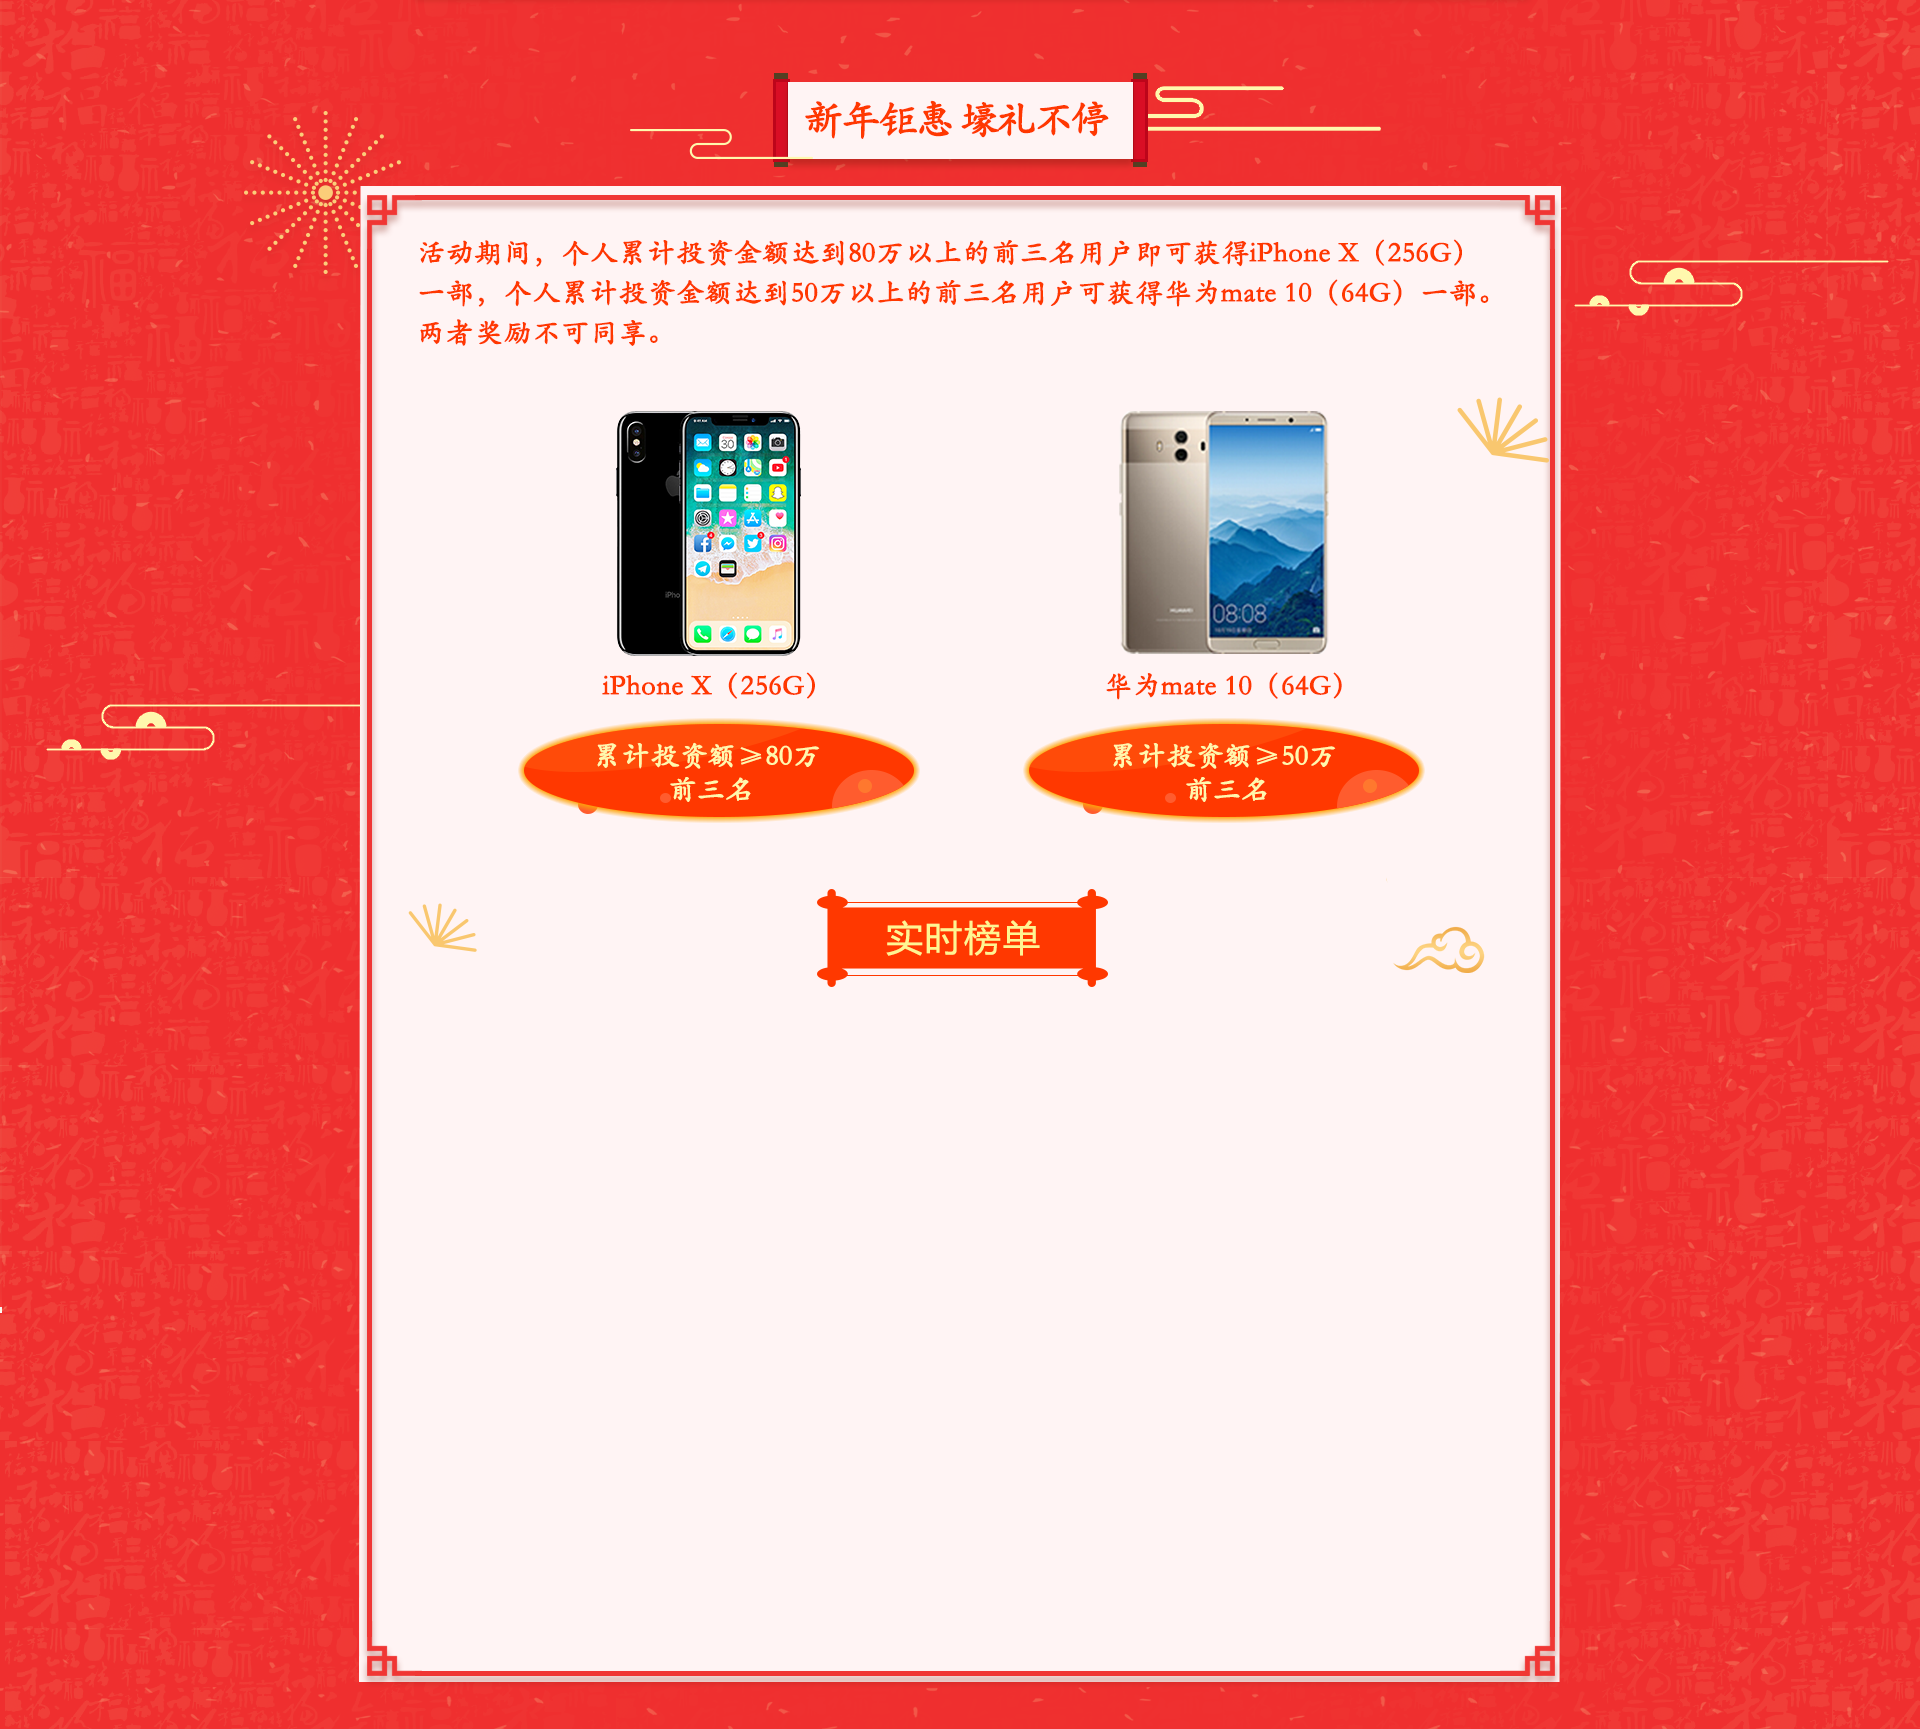 新年钜惠 壕礼不停
活动期间，个人累计投资金额达到80万以上的前三名用户即可获得iPhone X（256G）
一部，个人累计投资金额达到50万以上的前三名用户可获得华为mate 10（64G）一部。
两者奖励不可同享。
30
08:08
HUAWEI
iPho
iPhone X（256G）
华为mate 10（64G）
累计投资额≥80万
前三名
累计投资额≥50万
前三名
实时榜单